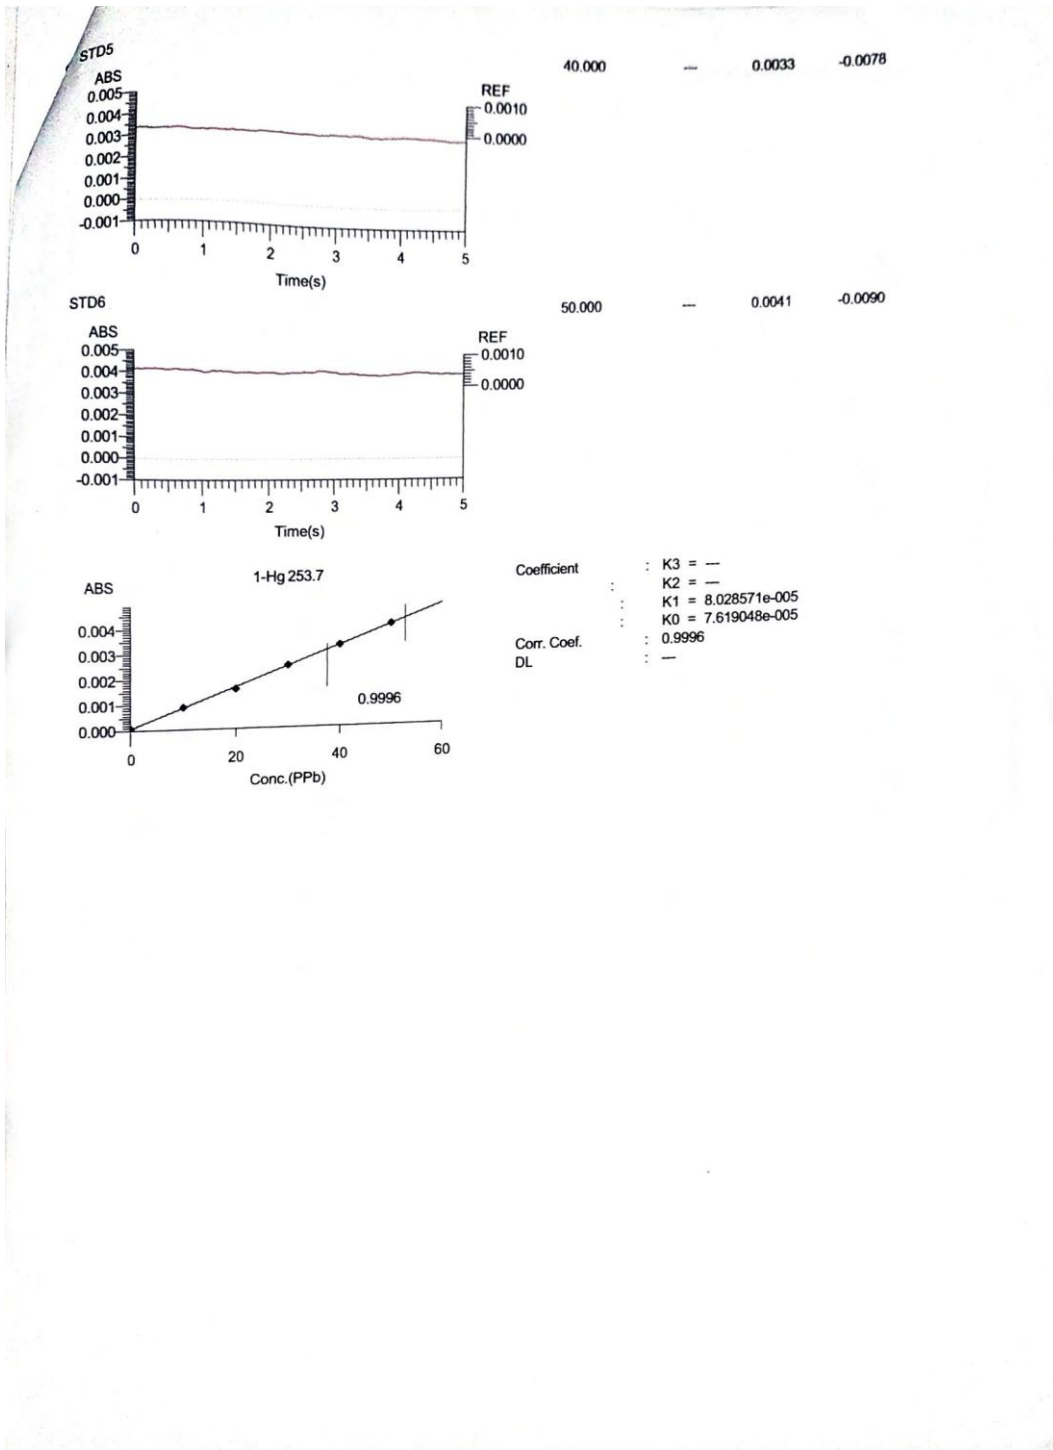 STD5 40.000 --- 0.0033 -0.0078
ABS
REF
0.005
0.0010
0.004
0.003
0.0000
0.002
0.001
0.000
-0.001
0 1 2 3 4 5
Time(s)
STD6 50.000 --- 0.0041 -0.0090
ABS
REF
0.005
0.0010
0.004
0.0000
0.003
0.002
0.001
0.000
-0.001
0 1 2 3 4 5
Time(s)
1-Hg 253.7
ABS
0.004
0.003
0.002
0.001
0.000
0.9996
0 20 40 60
Conc.(PPb)
Coefficient : K3 = ---
: K2 = ---
: K1 = 8.028571e-005
: K0 = 7.619048e-005
Corr. Coef. : 0.9996
DL : ---